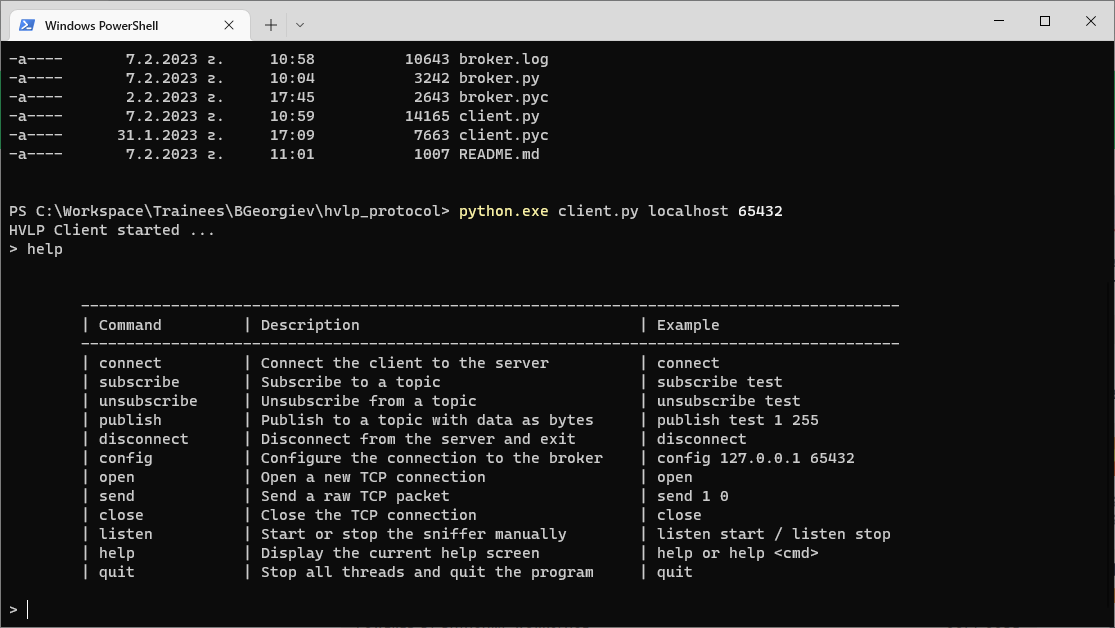 Windows PowerShell
-a---- 7.2.2023 г. 10:58 10643 broker.log
-a---- 7.2.2023 г. 10:04 3242 broker.py
-a---- 2.2.2023 г. 17:45 2643 broker.pyc
-a---- 7.2.2023 г. 10:59 14165 client.py
-a---- 31.1.2023 г. 17:09 7663 client.pyc
-a---- 7.2.2023 г. 11:01 1007 README.md
PS C:\Workspace\Trainees\BGeorgiev\hvlp_protocol> python.exe client.py localhost 65432
HVLP Client started ...
> help
-------------------------------------------------------------------------------------------
| Command | Description | Example
-------------------------------------------------------------------------------------------
| connect | Connect the client to the server | connect
| subscribe | Subscribe to a topic | subscribe test
| unsubscribe | Unsubscribe from a topic | unsubscribe test
| publish | Publish to a topic with data as bytes | publish test 1 255
| disconnect | Disconnect from the server and exit | disconnect
| config | Configure the connection to the broker | config 127.0.0.1 65432
| open | Open a new TCP connection | open
| send | Send a raw TCP packet | send 1 0
| close | Close the TCP connection | close
| listen | Start or stop the sniffer manually | listen start / listen stop
| help | Display the current help screen | help or help <cmd>
| quit | Stop all threads and quit the program | quit
>